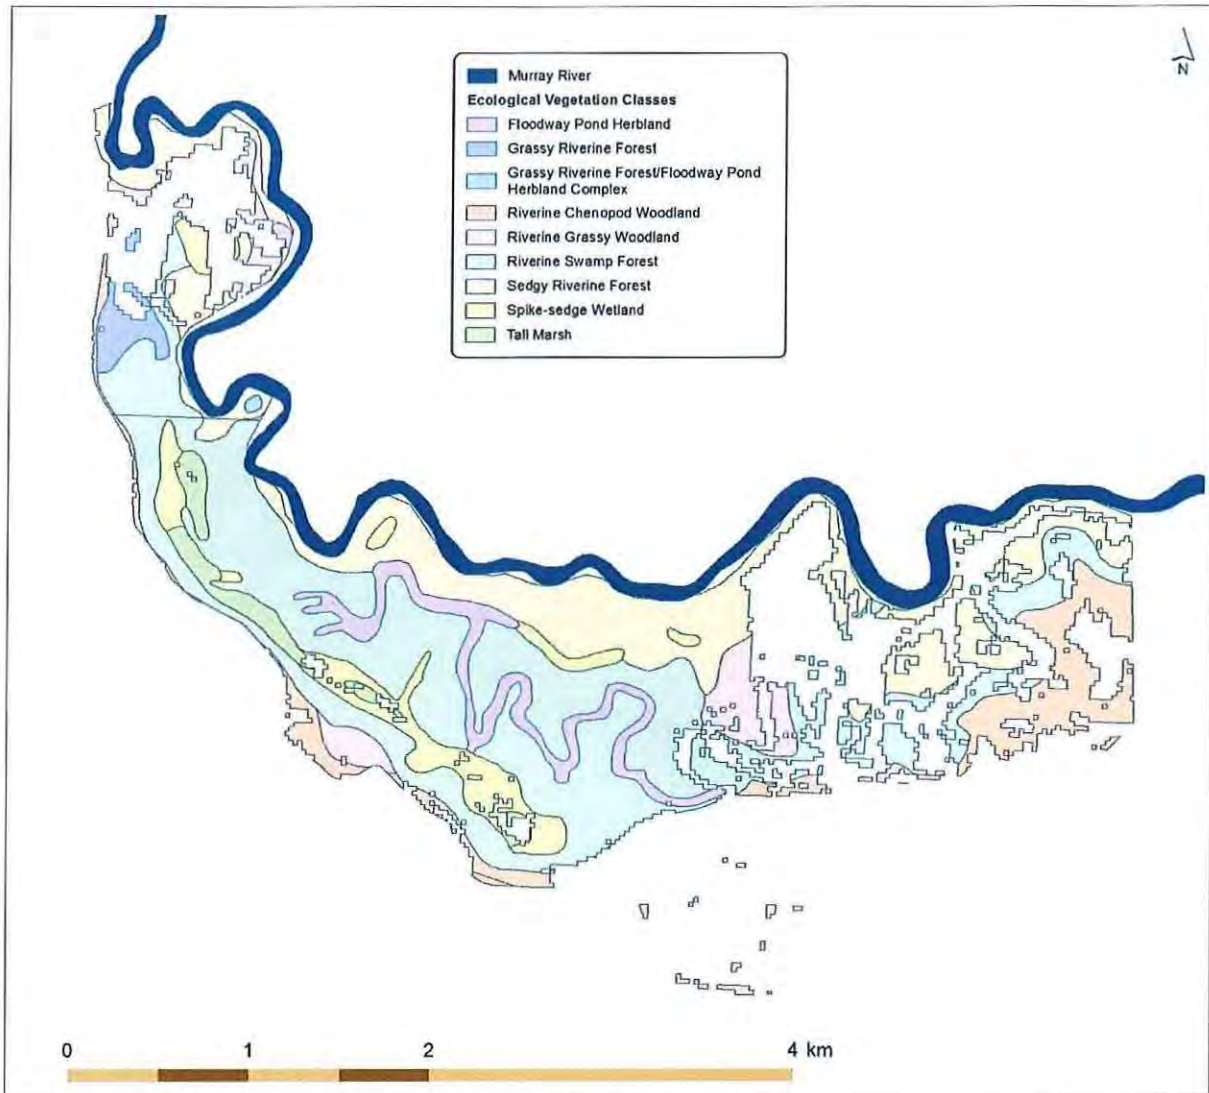 N
Murray River
Ecological Vegetation Classes
Floodway Pond Herbland
Grassy Riverine Forest
Grassy Riverine Forest/Floodway Pond
Herbland Complex
Riverine Chenopod Woodland
Riverine Grassy Woodland
Riverine Swamp Forest
Sedgy Riverine Forest
Spike-sedge Wetland
Tall Marsh
0 1 2 4 km